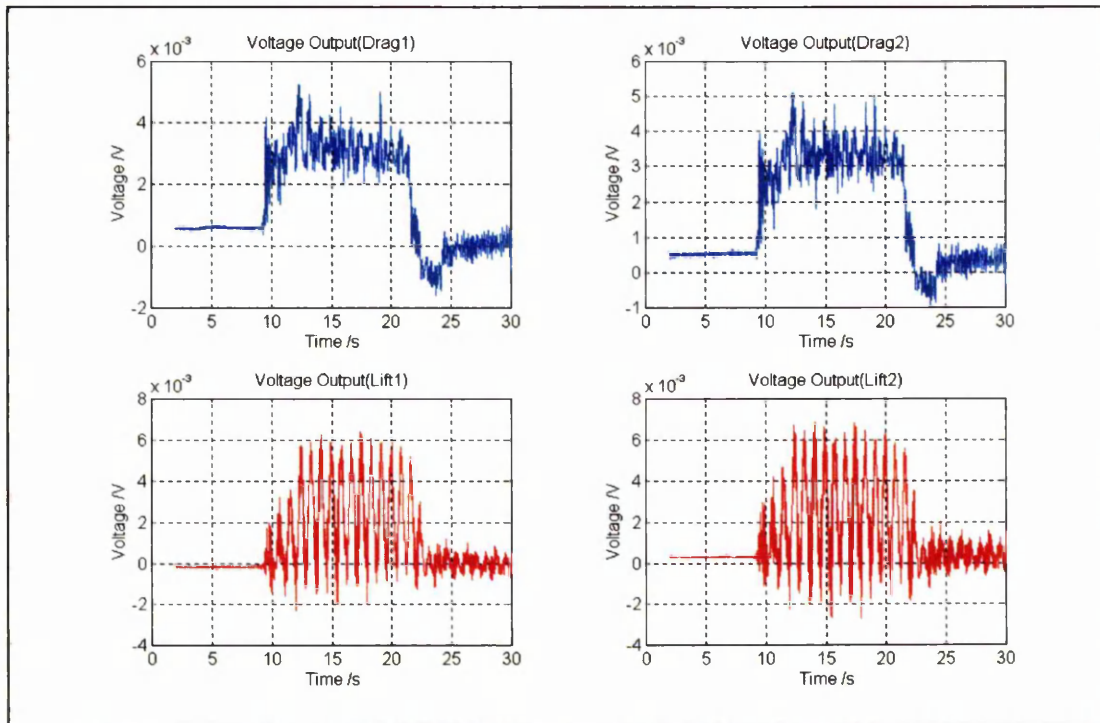 Voltage Output(Drag1)
x 10⁻³
6
4
2
0
-2
Voltage /V
0 5 10 15 20 25 30
Time /s
Voltage Output(Drag2)
x 10⁻³
6
5
4
3
2
1
0
-1
Voltage /V
0 5 10 15 20 25 30
Time /s
Voltage Output(Lift1)
x 10⁻³
8
6
4
2
0
-2
-4
Voltage /V
0 5 10 15 20 25 30
Time /s
Voltage Output(Lift2)
x 10⁻³
8
6
4
2
0
-2
-4
Voltage /V
0 5 10 15 20 25 30
Time /s